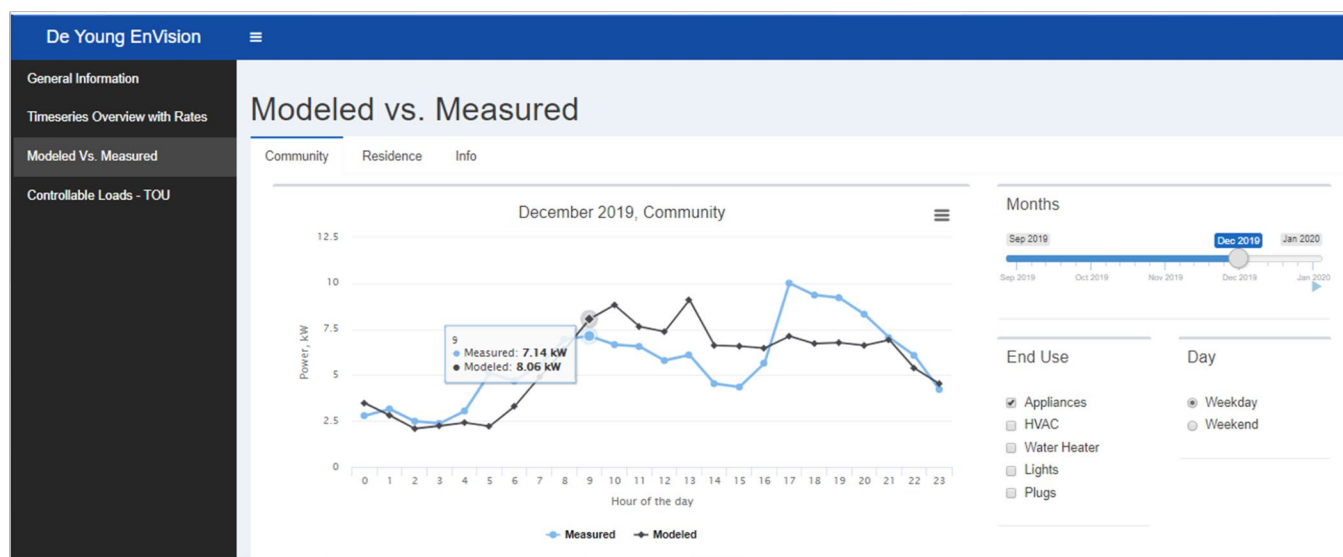 De Young EnVision
General Information
Timeseries Overview with Rates
Modeled Vs. Measured
Controllable Loads - TOU
Modeled vs. Measured
Community Residence Info
December 2019, Community
Power, kW
12.5
10
7.5
5
2.5
0
9
Measured: 7.14 kW
Modeled: 8.06 kW
0 1 2 3 4 5 6 7 8 9 10 11 12 13 14 15 16 17 18 19 20 21 22 23
Hour of the day
Measured Modeled
Months
Sep 2019 Dec 2019 Jan 2020
Sep 2019 Oct 2019 Nov 2019 Dec 2019 Jan 2020
End Use
Appliances
HVAC
Water Heater
Lights
Plugs
Day
Weekday
Weekend